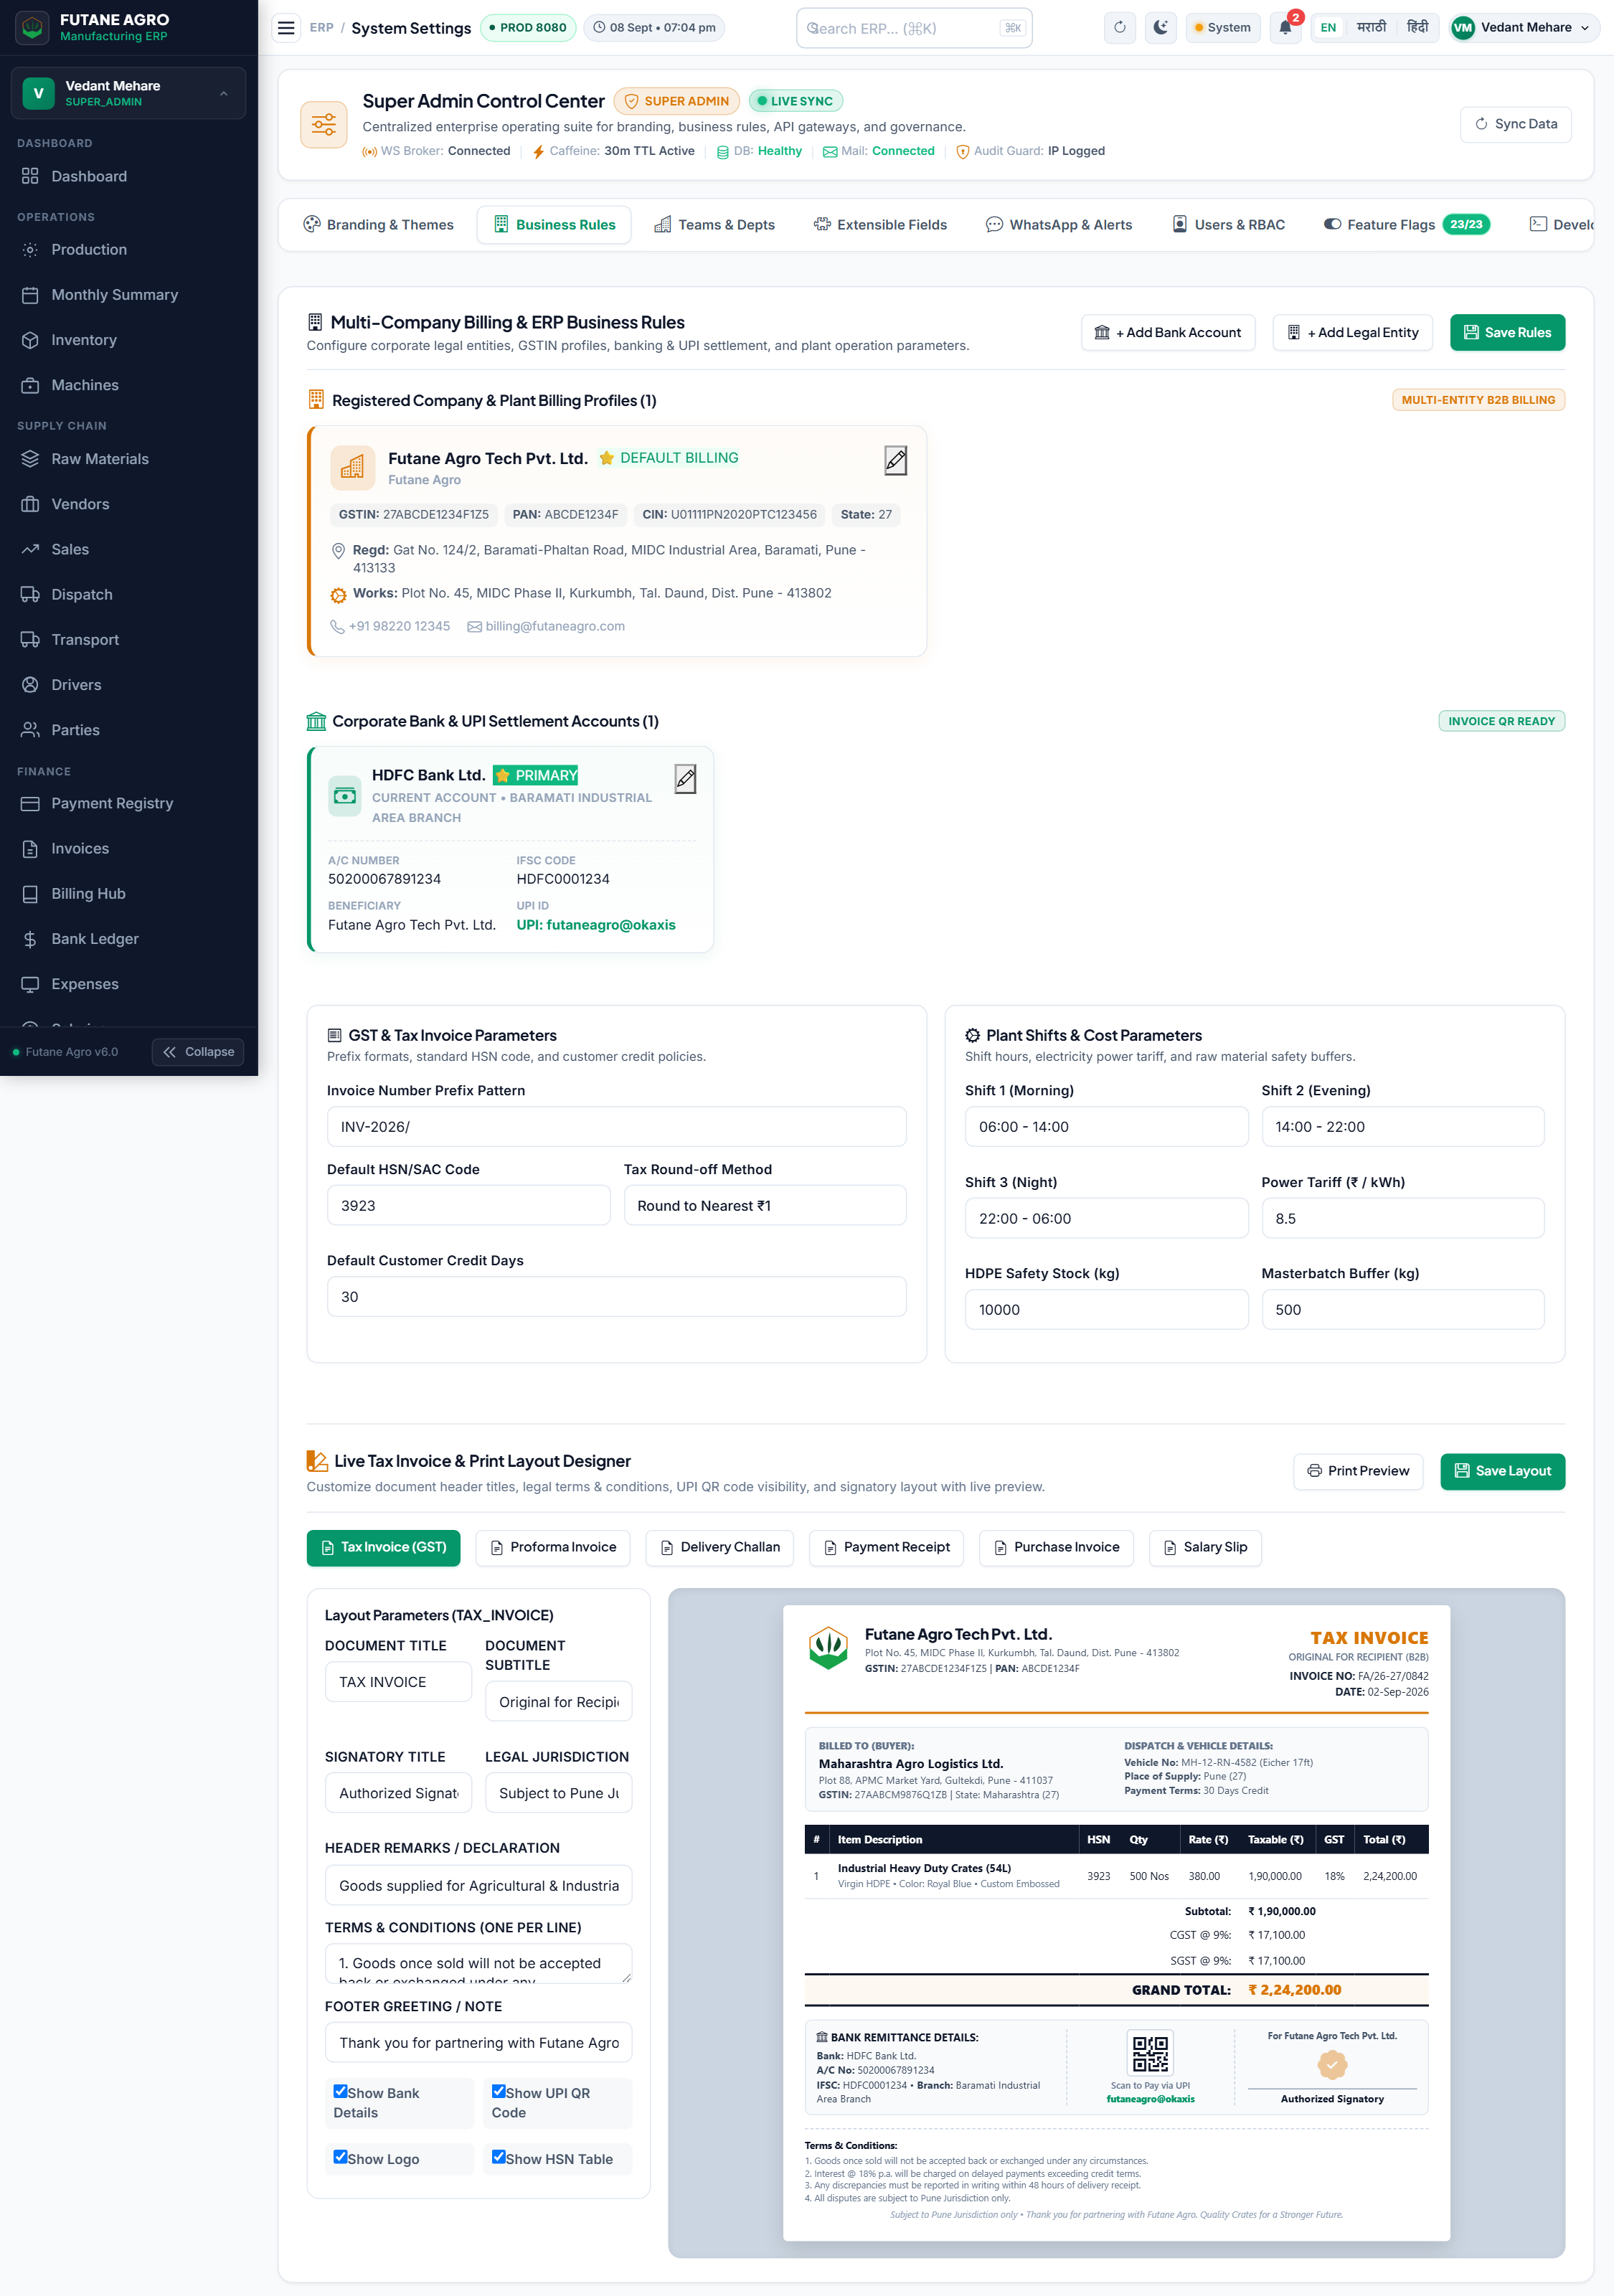 FUTANE AGRO
Manufacturing ERP
ERP / System Settings
PROD 8080
08 Sept • 07:04 pm
Search ERP... (⌘K)
⌘K
System
2
EN
मराठी
हिंदी
VM
Vedant Mehare
V
Vedant Mehare
SUPER_ADMIN
DASHBOARD
Dashboard
OPERATIONS
Production
Monthly Summary
Inventory
Machines
SUPPLY CHAIN
Raw Materials
Vendors
Sales
Dispatch
Transport
Drivers
Parties
FINANCE
Payment Registry
Invoices
Billing Hub
Bank Ledger
Expenses
Futane Agro v6.0
Collapse
Super Admin Control Center
SUPER ADMIN
LIVE SYNC
Centralized enterprise operating suite for branding, business rules, API gateways, and governance.
WS Broker: Connected
Caffeine: 30m TTL Active
DB: Healthy
Mail: Connected
Audit Guard: IP Logged
Sync Data
Branding & Themes
Business Rules
Teams & Depts
Extensible Fields
WhatsApp & Alerts
Users & RBAC
Feature Flags
23/23
Develo
Multi-Company Billing & ERP Business Rules
Configure corporate legal entities, GSTIN profiles, banking & UPI settlement, and plant operation parameters.
+ Add Bank Account
+ Add Legal Entity
Save Rules
Registered Company & Plant Billing Profiles (1)
MULTI-ENTITY B2B BILLING
Futane Agro Tech Pvt. Ltd.
DEFAULT BILLING
Futane Agro
GSTIN: 27ABCDE1234F1Z5
PAN: ABCDE1234F
CIN: U01111PN2020PTC123456
State: 27
Regd: Gat No. 124/2, Baramati-Phaltan Road, MIDC Industrial Area, Baramati, Pune -
413133
Works: Plot No. 45, MIDC Phase II, Kurkumbh, Tal. Daund, Dist. Pune - 413802
+91 98220 12345
billing@futaneagro.com
Corporate Bank & UPI Settlement Accounts (1)
INVOICE QR READY
HDFC Bank Ltd.
PRIMARY
CURRENT ACCOUNT • BARAMATI INDUSTRIAL
AREA BRANCH
A/C NUMBER
50200067891234
IFSC CODE
HDFC0001234
BENEFICIARY
Futane Agro Tech Pvt. Ltd.
UPI ID
UPI: futaneagro@okaxis
GST & Tax Invoice Parameters
Prefix formats, standard HSN code, and customer credit policies.
Invoice Number Prefix Pattern
INV-2026/
Default HSN/SAC Code
3923
Tax Round-off Method
Round to Nearest ₹1
Default Customer Credit Days
30
Plant Shifts & Cost Parameters
Shift hours, electricity power tariff, and raw material safety buffers.
Shift 1 (Morning)
06:00 - 14:00
Shift 2 (Evening)
14:00 - 22:00
Shift 3 (Night)
22:00 - 06:00
Power Tariff (₹ / kWh)
8.5
HDPE Safety Stock (kg)
10000
Masterbatch Buffer (kg)
500
Live Tax Invoice & Print Layout Designer
Customize document header titles, legal terms & conditions, UPI QR code visibility, and signatory layout with live preview.
Print Preview
Save Layout
Tax Invoice (GST)
Proforma Invoice
Delivery Challan
Payment Receipt
Purchase Invoice
Salary Slip
Layout Parameters (TAX_INVOICE)
DOCUMENT TITLE
TAX INVOICE
DOCUMENT
SUBTITLE
Original for Recipi
SIGNATORY TITLE
Authorized Signat
LEGAL JURISDICTION
Subject to Pune Ju
HEADER REMARKS / DECLARATION
Goods supplied for Agricultural & Industria
TERMS & CONDITIONS (ONE PER LINE)
1. Goods once sold will not be accepted
back or exchanged under any
FOOTER GREETING / NOTE
Thank you for partnering with Futane Agro
Show Bank
Details
Show UPI QR
Code
Show Logo
Show HSN Table
Futane Agro Tech Pvt. Ltd.
Plot No. 45, MIDC Phase II, Kurkumbh, Tal. Daund, Dist. Pune - 413802
GSTIN: 27ABCDE1234F1Z5 | PAN: ABCDE1234F
TAX INVOICE
ORIGINAL FOR RECIPIENT (B2B)
INVOICE NO: FA/26-27/0842
DATE: 02-Sep-2026
BILLED TO (BUYER):
Maharashtra Agro Logistics Ltd.
Plot 88, APMC Market Yard, Gultekdi, Pune - 411037
GSTIN: 27AABCM9876Q1ZB | State: Maharashtra (27)
DISPATCH & VEHICLE DETAILS:
Vehicle No: MH-12-RN-4582 (Eicher 17ft)
Place of Supply: Pune (27)
Payment Terms: 30 Days Credit
# Item Description HSN Qty Rate (₹) Taxable (₹) GST Total (₹)
1 Industrial Heavy Duty Crates (54L) 3923 500 Nos 380.00 1,90,000.00 18% 2,24,200.00
Virgin HDPE • Color: Royal Blue • Custom Embossed
Subtotal: ₹ 1,90,000.00
CGST @ 9%: ₹ 17,100.00
SGST @ 9%: ₹ 17,100.00
GRAND TOTAL: ₹ 2,24,200.00
BANK REMITTANCE DETAILS:
Bank: HDFC Bank Ltd.
A/C No: 50200067891234
IFSC: HDFC0001234 • Branch: Baramati Industrial
Area Branch
Scan to Pay via UPI
futaneagro@okaxis
For Futane Agro Tech Pvt. Ltd.
Authorized Signatory
Terms & Conditions:
1. Goods once sold will not be accepted back or exchanged under any circumstances.
2. Interest @ 18% p.a. will be charged on delayed payments exceeding credit terms.
3. Any discrepancies must be reported in writing within 48 hours of delivery receipt.
4. All disputes are subject to Pune Jurisdiction only.
Subject to Pune Jurisdiction only • Thank you for partnering with Futane Agro. Quality Crates for a Stronger Future.